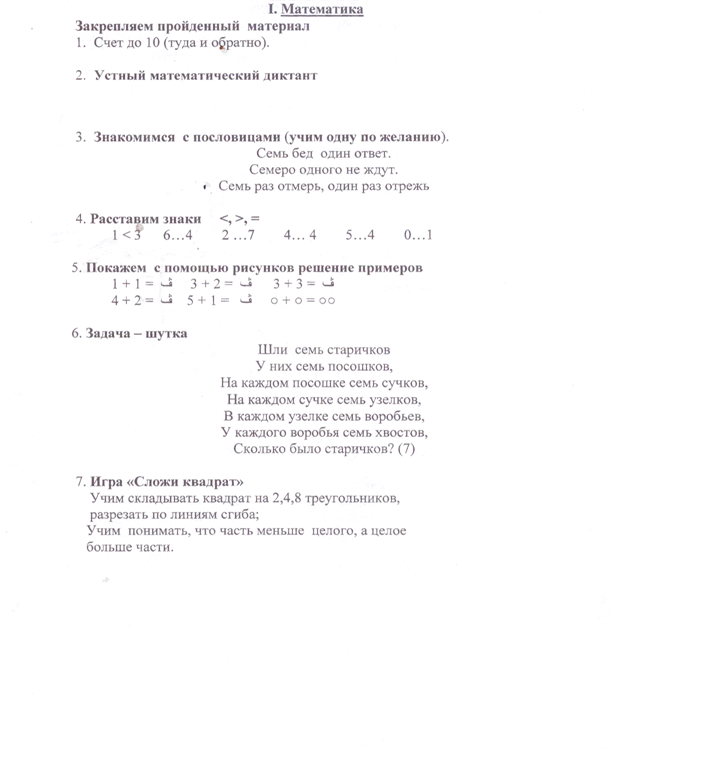 I. Математика
Закрепляем пройденный материал
1. Счет до 10 (туда и обратно).
2. Устный математический диктант
3. Знакомимся с пословицами (учим одну по желанию).
Семь бед один ответ.
Семеро одного не ждут.
Семь раз отмерь, один раз отрежь
4. Расставим знаки <, >, =
1 < 3 6…4 2 …7 4… 4 5…4 0…1
5. Покажем с помощью рисунков решение примеров
1 + 1 = 3 + 2 = 3 + 3 =
4 + 2 = 5 + 1 = ○ + ○ = ○○
6. Задача – шутка
Шли семь старичков
У них семь посошков,
На каждом посошке семь сучков,
На каждом сучке семь узелков,
В каждом узелке семь воробьев,
У каждого воробья семь хвостов,
Сколько было старичков? (7)
7. Игра «Сложи квадрат»
Учим складывать квадрат на 2,4,8 треугольников,
разрезать по линиям сгиба;
Учим понимать, что часть меньше целого, а целое
больше части.